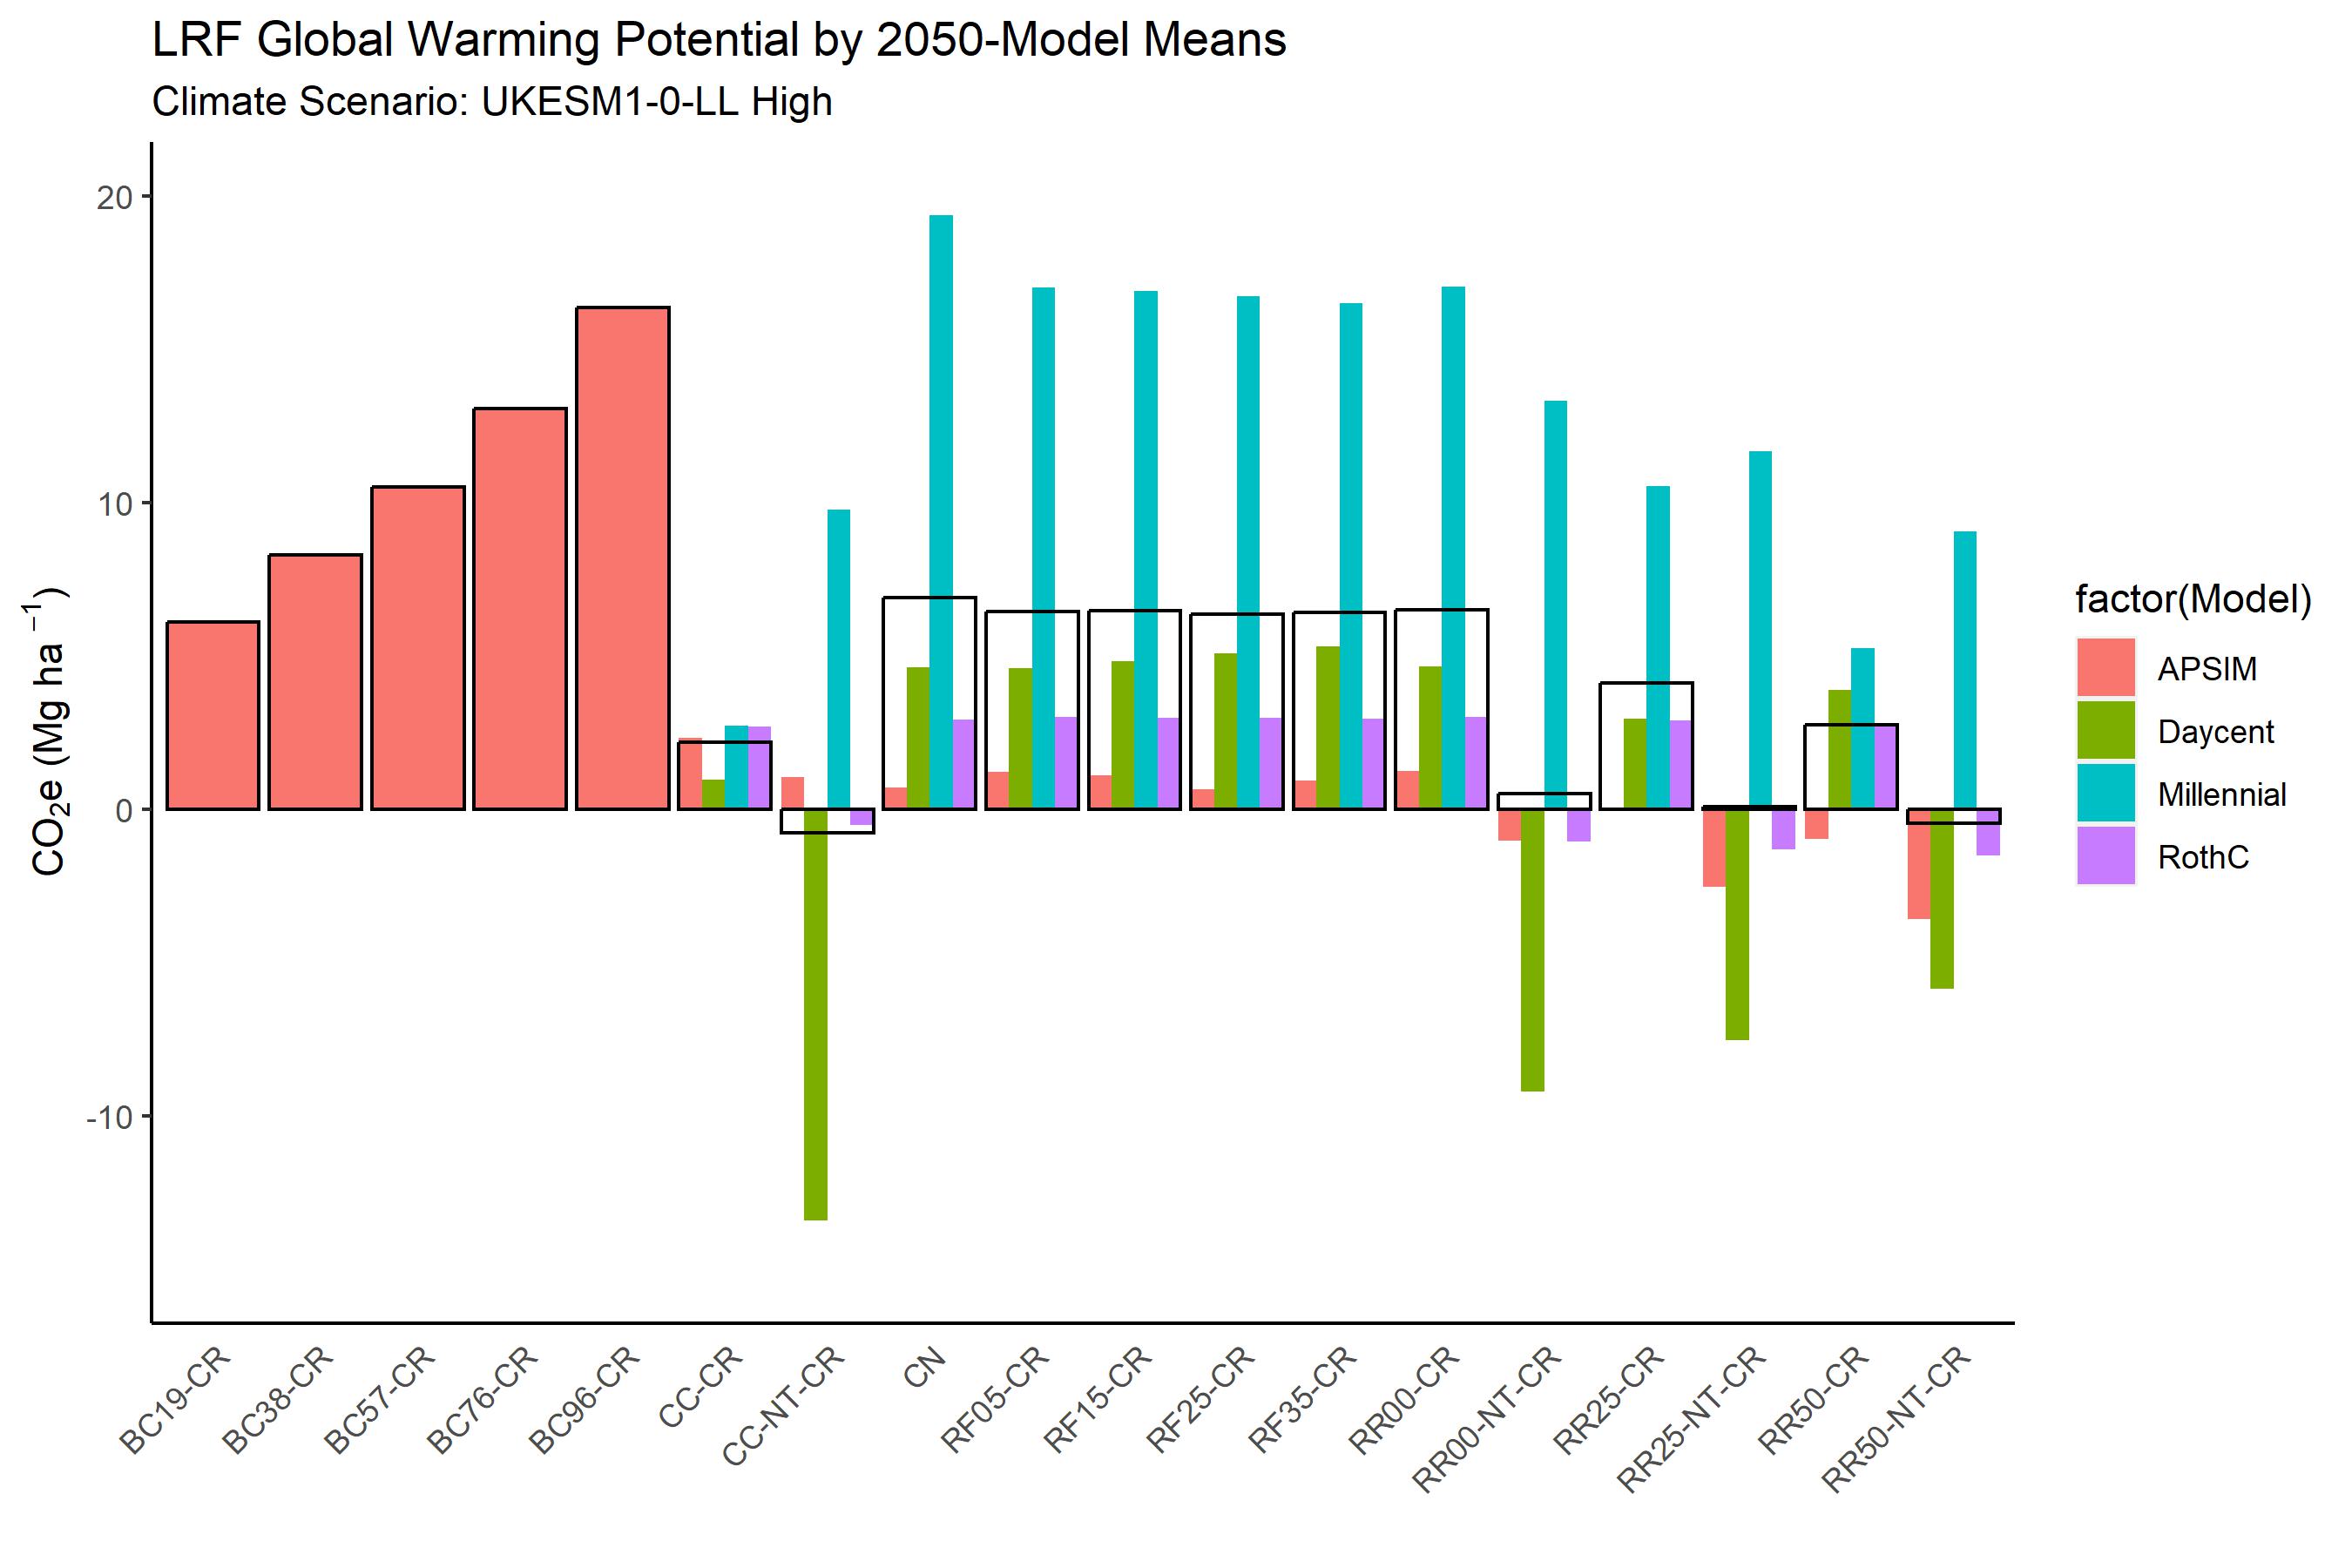 LRF Global Warming Potential by 2050-Model Means
Climate Scenario: UKESM1-0-LL High
CO₂e (Mg ha ⁻¹)
20
10
0
-10
BC19-CR
BC38-CR
BC57-CR
BC76-CR
BC96-CR
CC-CR
CC-NT-CR
CN
RF05-CR
RF15-CR
RF25-CR
RF35-CR
RR00-CR
RR00-NT-CR
RR25-CR
RR25-NT-CR
RR50-CR
RR50-NT-CR
factor(Model)
APSIM
Daycent
Millennial
RothC